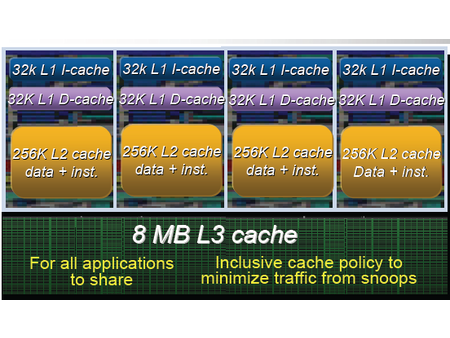 32k L1 I-cache
32k L1 I-cache
32k L1 I-cache
32k L1 I-cache
32K L1 D-cache
32K L1 D-cache
32K L1 D-cache
32K L1 D-cache
256K L2 cache
data + inst.
256K L2 cache
data + inst.
256K L2 cache
data + inst.
256K L2 cache
Data + Inst.
8 MB L3 cache
For all applications
to share
Inclusive cache policy to
minimize traffic from snoops